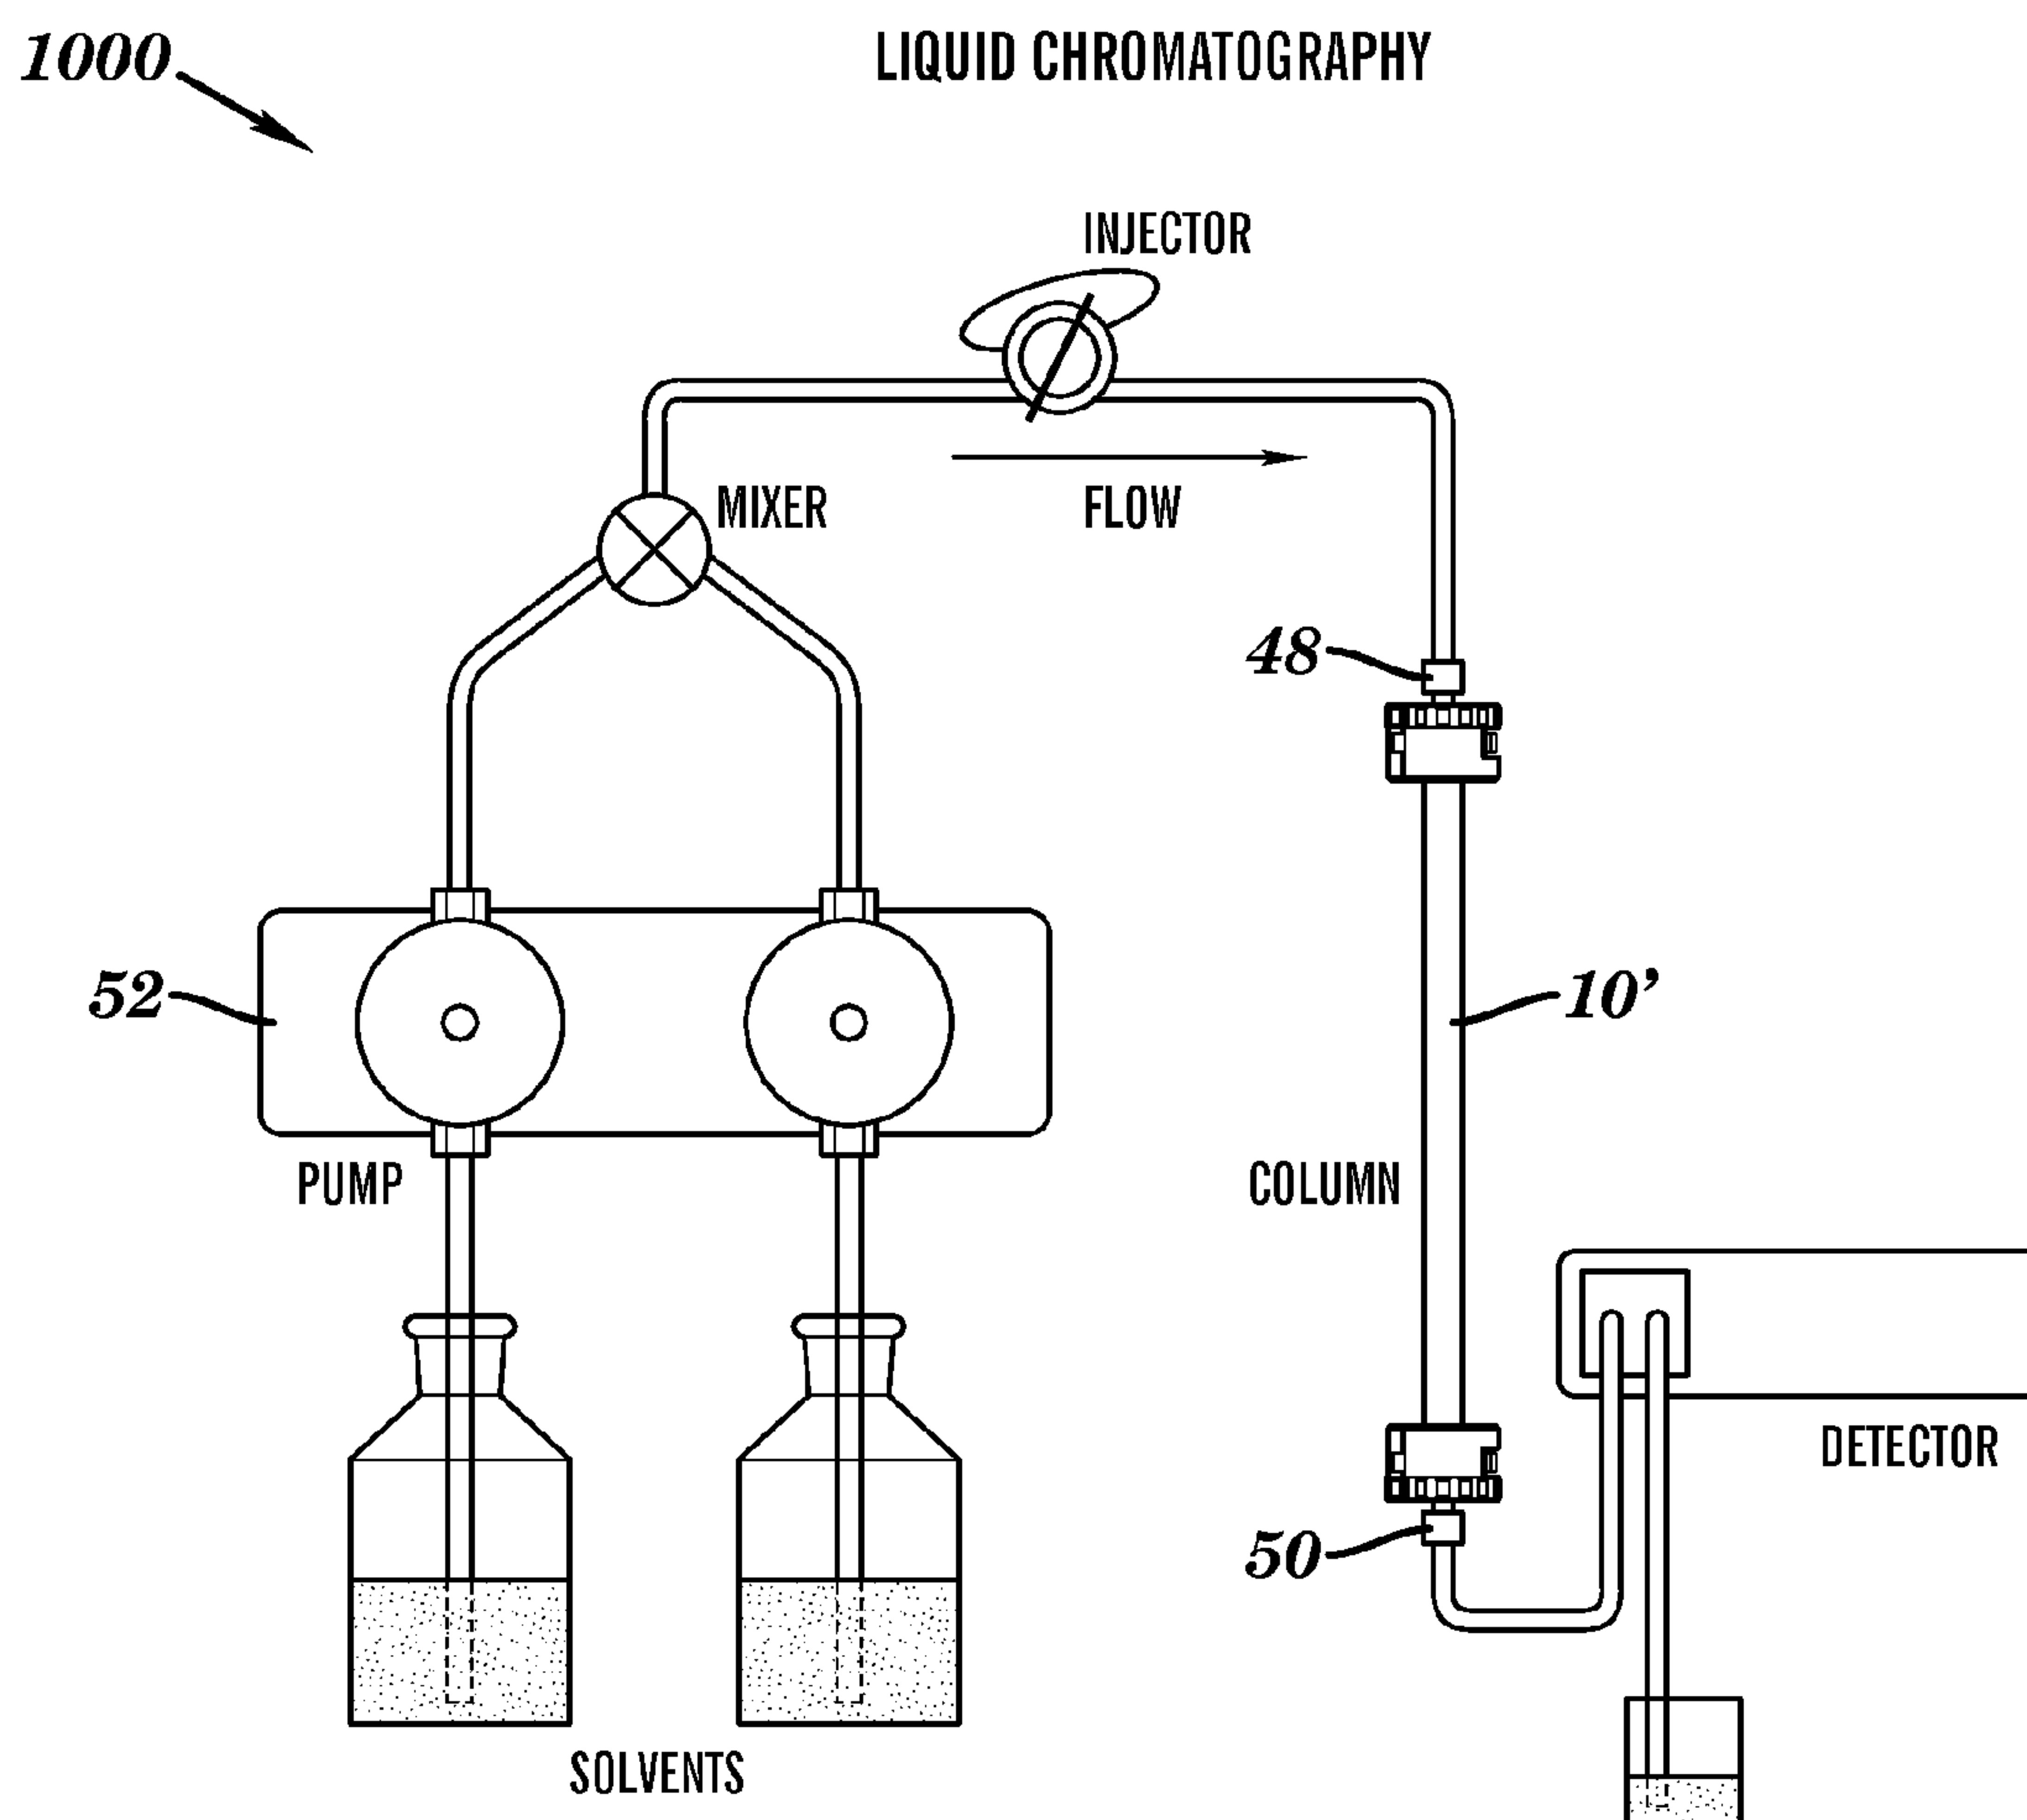 1000
LIQUID CHROMATOGRAPHY
INJECTOR
MIXER
FLOW
48
52
10’
PUMP
COLUMN
DETECTOR
50
SOLVENTS